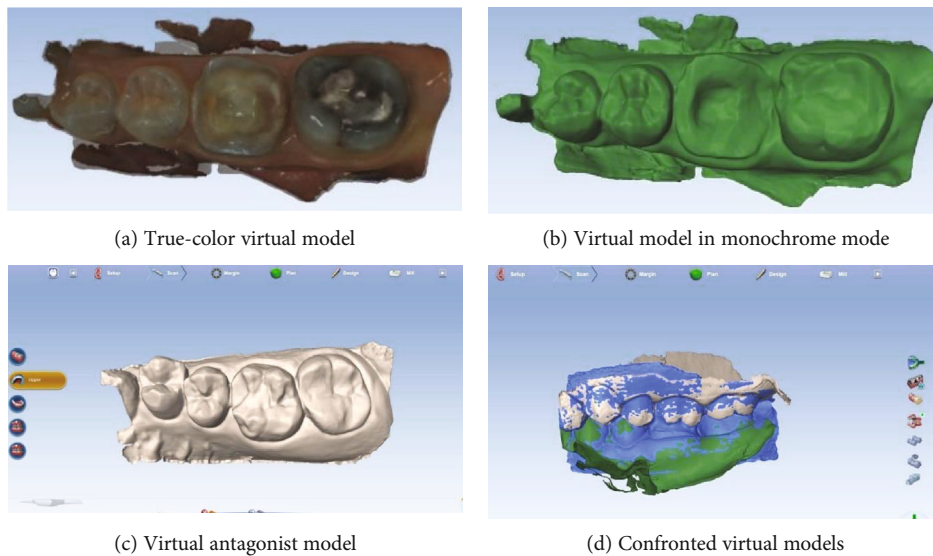 (a) True-color virtual model
(b) Virtual model in monochrome mode
Setup Scan Margin Plan Design Mill
Upper
(c) Virtual antagonist model
Setup Scan Margin Plan Design Mill
(d) Confronted virtual models